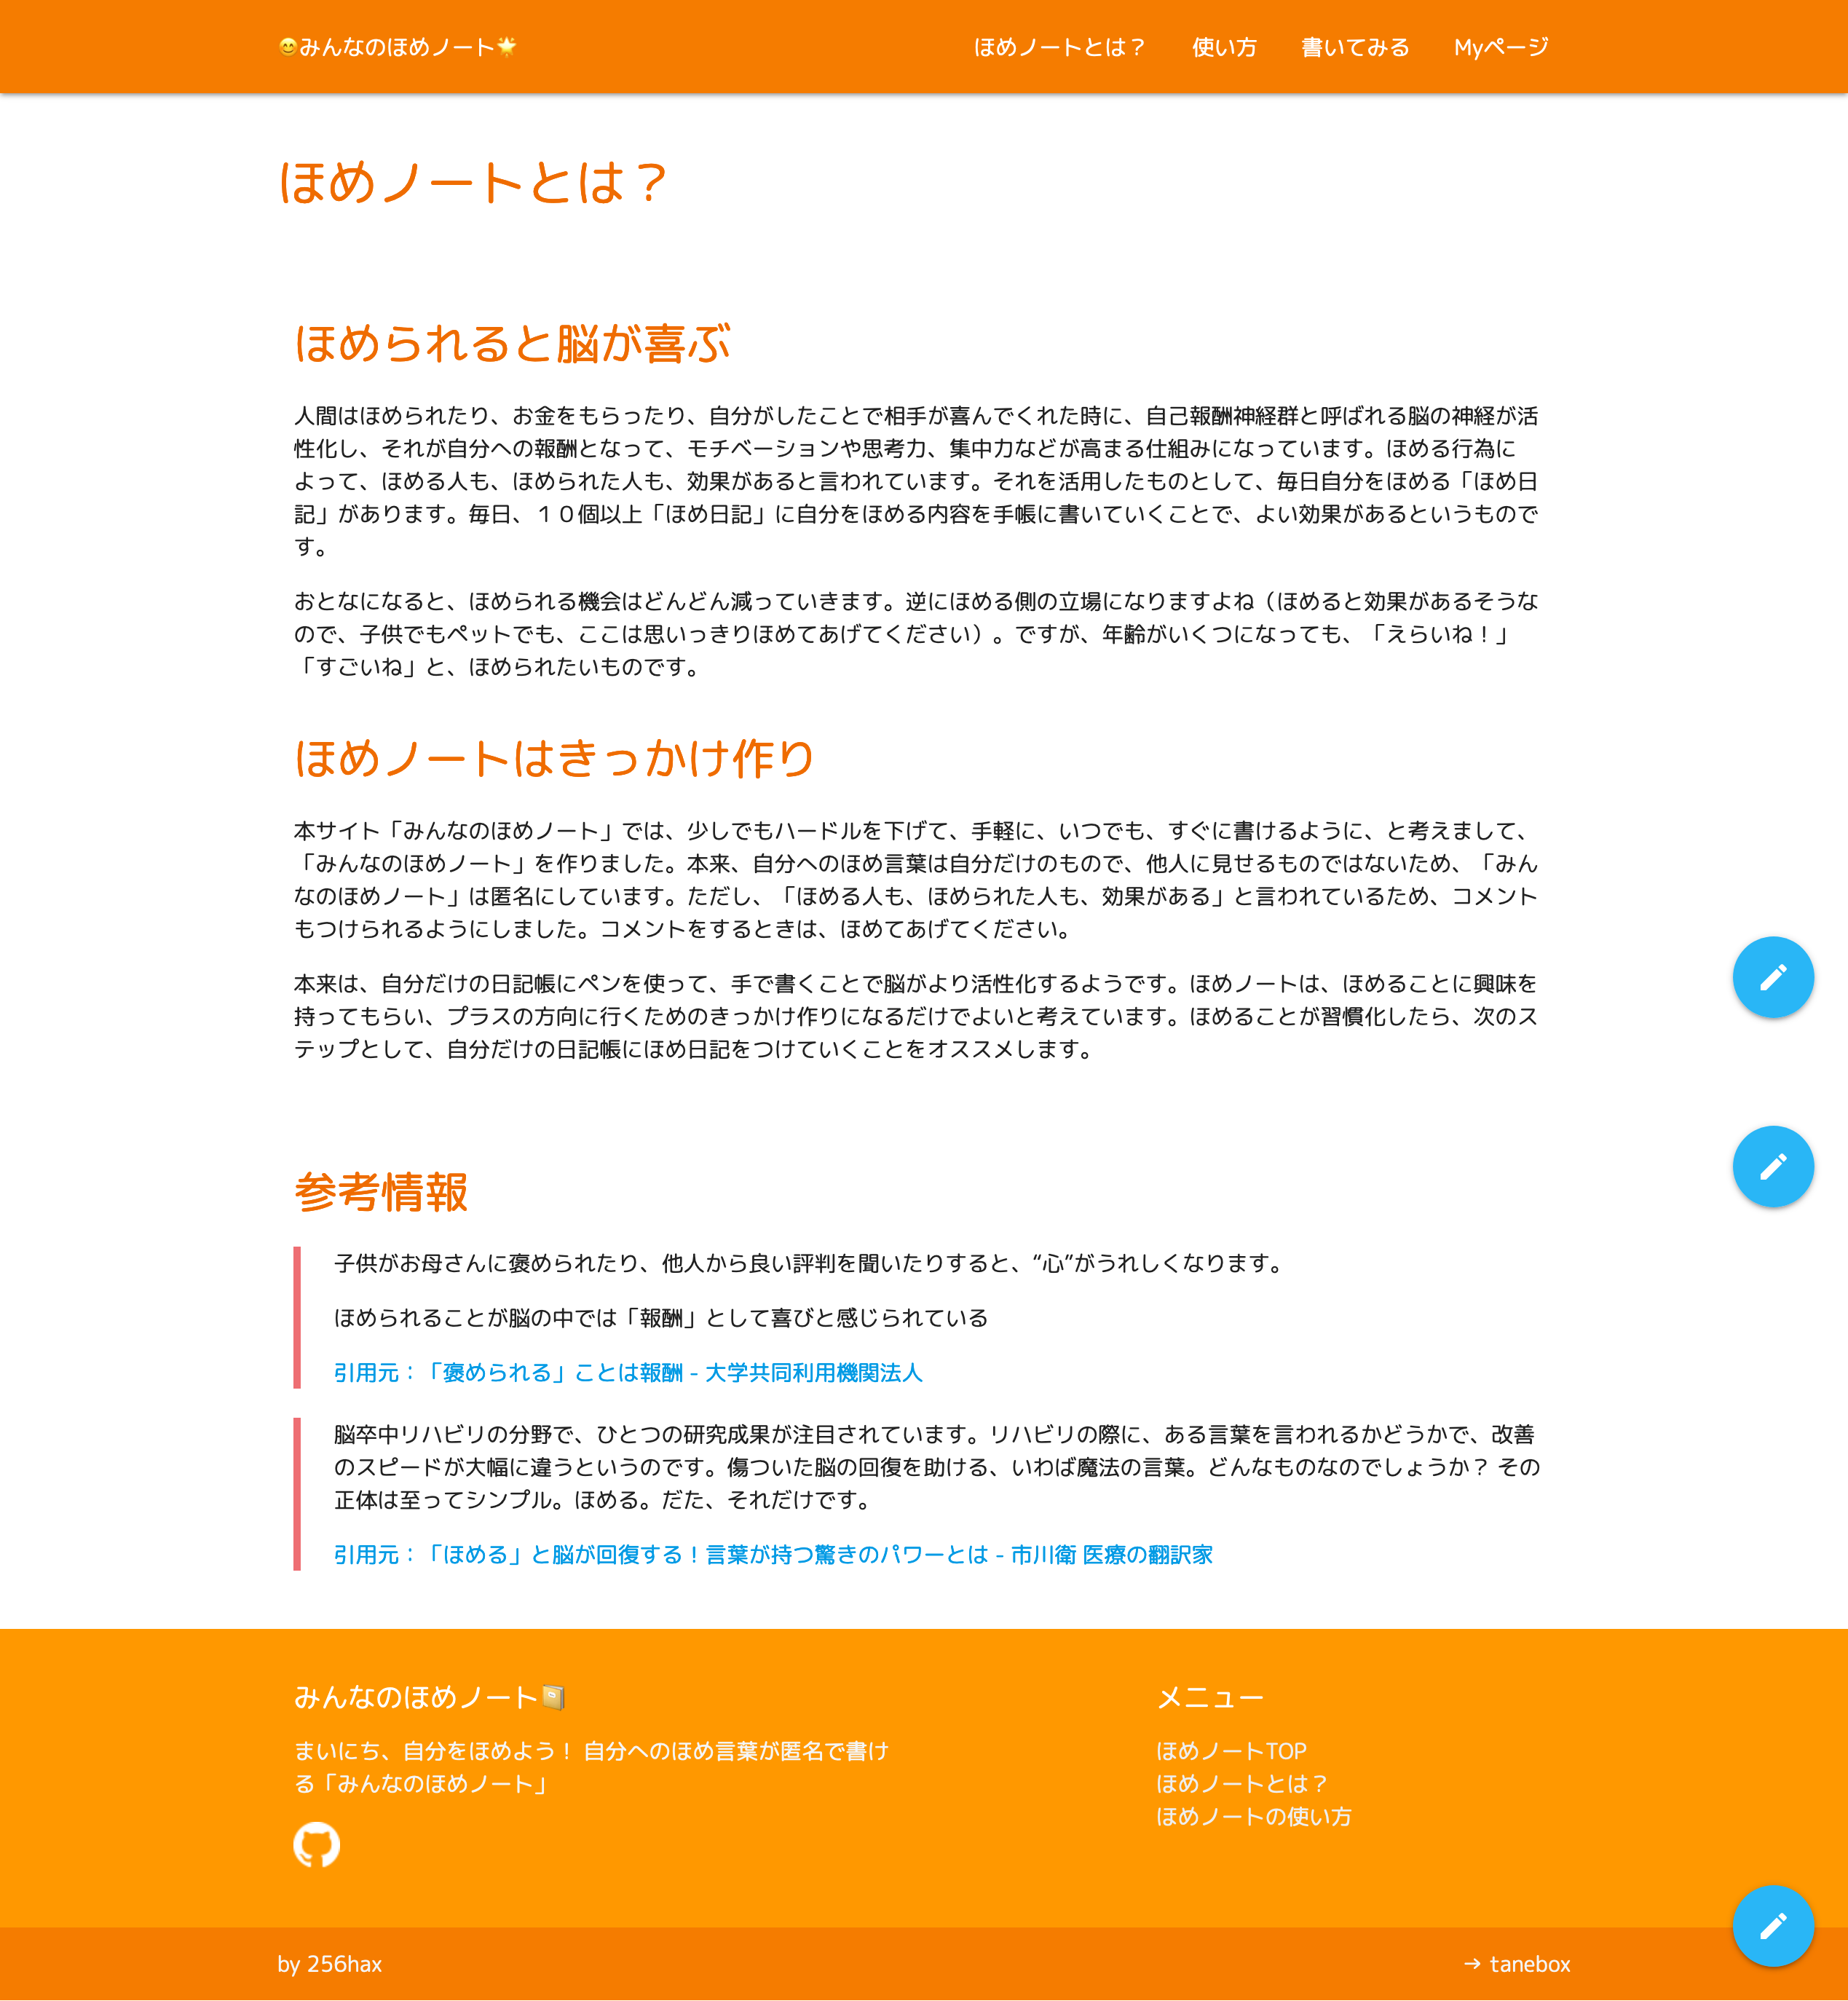 😊みんなのほめノート🌟
ほめノートとは？ 使い方 書いてみる Myページ
ほめノートとは？
ほめられると脳が喜ぶ
人間はほめられたり、お金をもらったり、自分がしたことで相手が喜んでくれた時に、自己報酬神経群と呼ばれる脳の神経が活
性化し、それが自分への報酬となって、モチベーションや思考力、集中力などが高まる仕組みになっています。ほめる行為に
よって、ほめる人も、ほめられた人も、効果があると言われています。それを活用したものとして、毎日自分をほめる「ほめ日
記」があります。毎日、１０個以上「ほめ日記」に自分をほめる内容を手帳に書いていくことで、よい効果があるというもので
す。
おとなになると、ほめられる機会はどんどん減っていきます。逆にほめる側の立場になりますよね（ほめると効果があるそうな
ので、子供でもペットでも、ここは思いっきりほめてあげてください）。ですが、年齢がいくつになっても、「えらいね！」
「すごいね」と、ほめられたいものです。
ほめノートはきっかけ作り
本サイト「みんなのほめノート」では、少しでもハードルを下げて、手軽に、いつでも、すぐに書けるように、と考えまして、
「みんなのほめノート」を作りました。本来、自分へのほめ言葉は自分だけのもので、他人に見せるものではないため、「みん
なのほめノート」は匿名にしています。ただし、「ほめる人も、ほめられた人も、効果がある」と言われているため、コメント
もつけられるようにしました。コメントをするときは、ほめてあげてください。
本来は、自分だけの日記帳にペンを使って、手で書くことで脳がより活性化するようです。ほめノートは、ほめることに興味を
持ってもらい、プラスの方向に行くためのきっかけ作りになるだけでよいと考えています。ほめることが習慣化したら、次のス
テップとして、自分だけの日記帳にほめ日記をつけていくことをオススメします。
参考情報
子供がお母さんに褒められたり、他人から良い評判を聞いたりすると、“心”がうれしくなります。
ほめられることが脳の中では「報酬」として喜びと感じられている
引用元：「褒められる」ことは報酬 - 大学共同利用機関法人
脳卒中リハビリの分野で、ひとつの研究成果が注目されています。リハビリの際に、ある言葉を言われるかどうかで、改善
のスピードが大幅に違うというのです。傷ついた脳の回復を助ける、いわば魔法の言葉。どんなものなのでしょうか？ その
正体は至ってシンプル。ほめる。だた、それだけです。
引用元：「ほめる」と脳が回復する！言葉が持つ驚きのパワーとは - 市川衛 医療の翻訳家
みんなのほめノート📔
まいにち、自分をほめよう！ 自分へのほめ言葉が匿名で書け
る「みんなのほめノート」
メニュー
ほめノートTOP
ほめノートとは？
ほめノートの使い方
by 256hax
→ tanebox